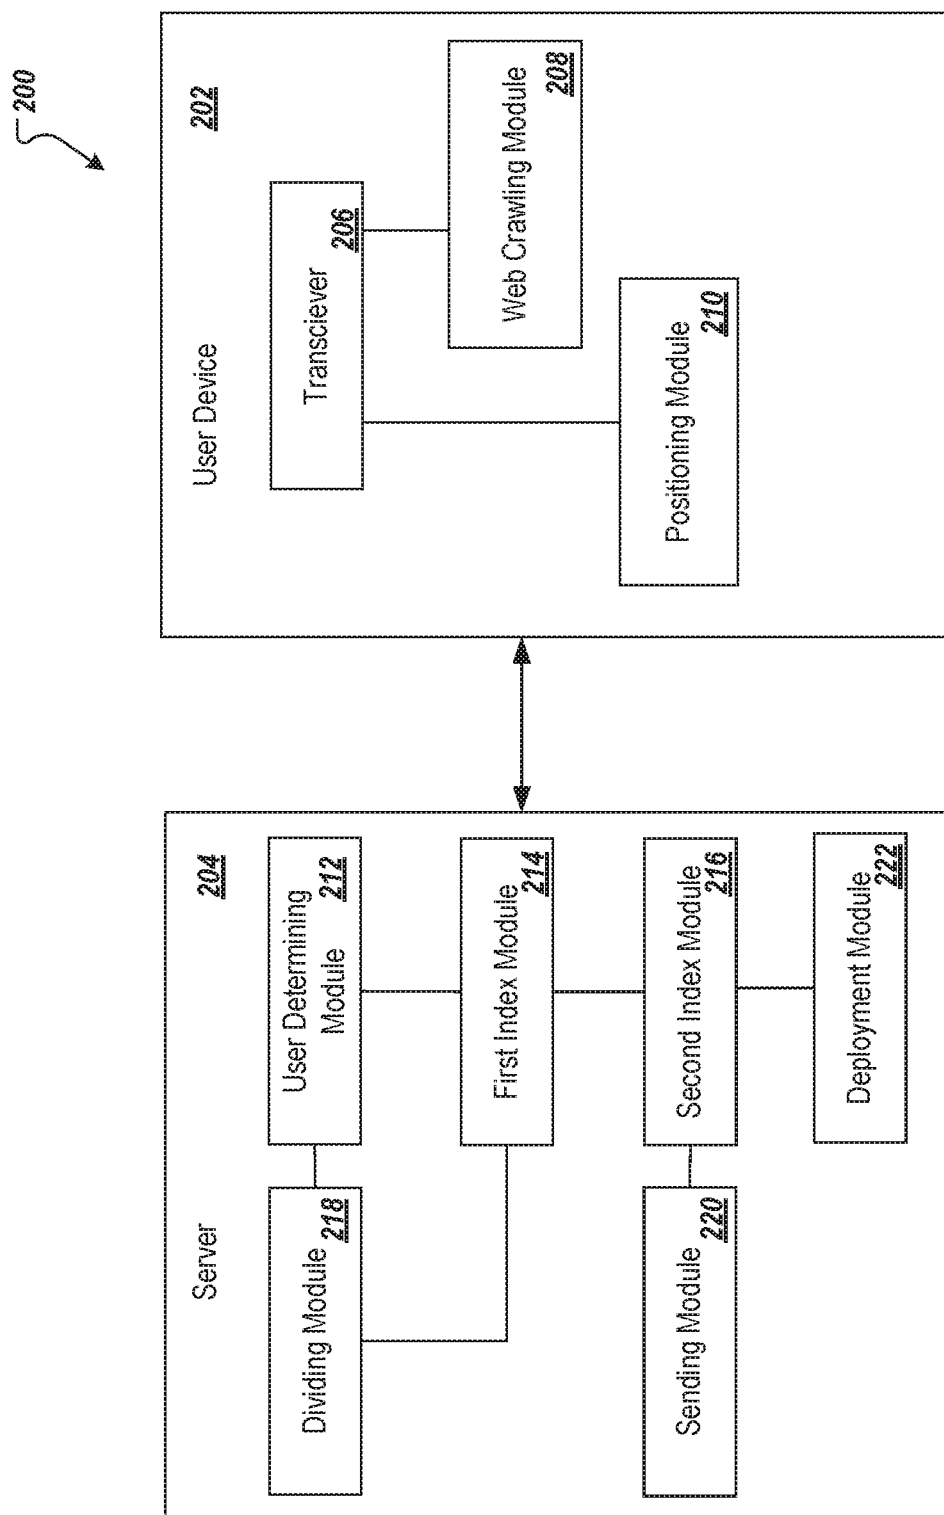 200
Server
204
Dividing Module
218
User Determining
Module
212
First Index Module
214
Sending Module
220
Second Index Module
216
Deployment Module
222
User Device
202
Transciever
206
Web Crawling Module
208
Positioning Module
210